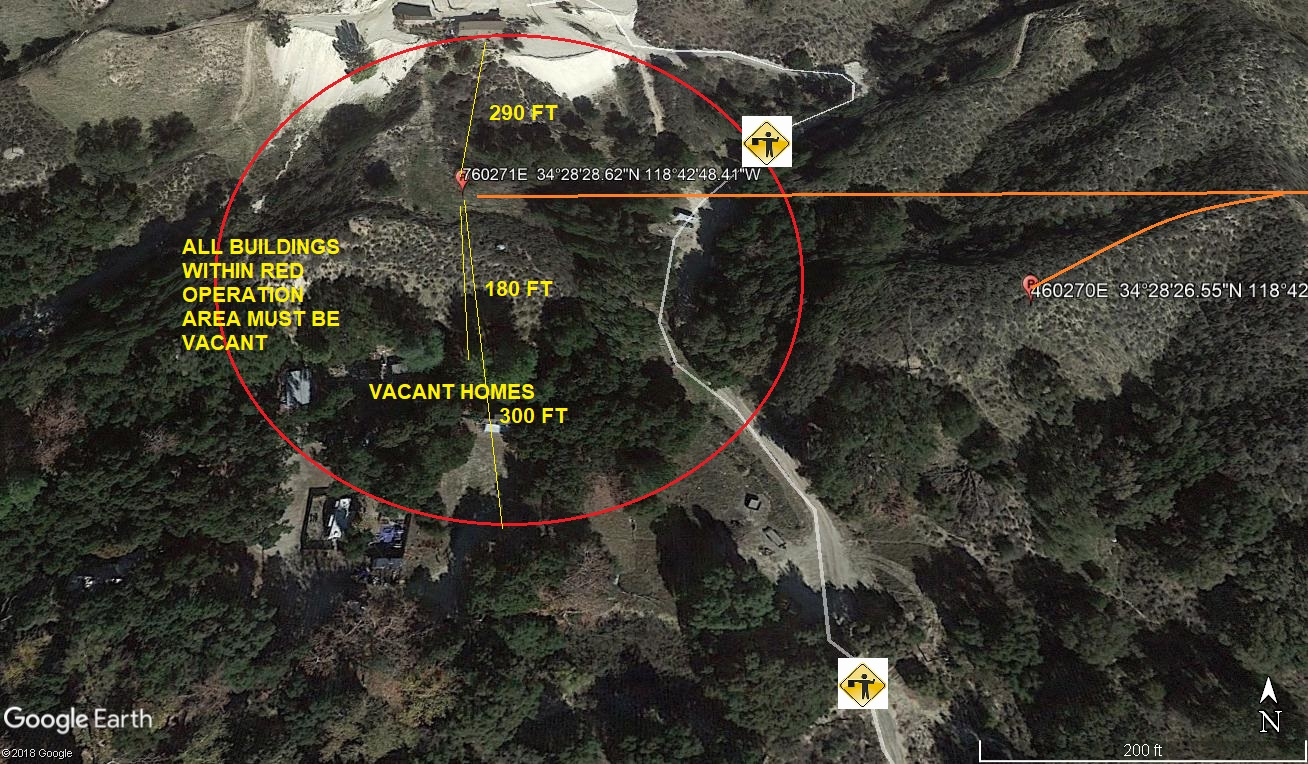 290 FT
760271E 34°28'28.62"N 118°42'48.41"W
ALL BUILDINGS
WITHIN RED
OPERATION
AREA MUST BE
VACANT
180 FT
460270E 34°28'26.55"N 118°42
VACANT HOMES
300 FT
N
Google Earth
©2018 Google
200 ft